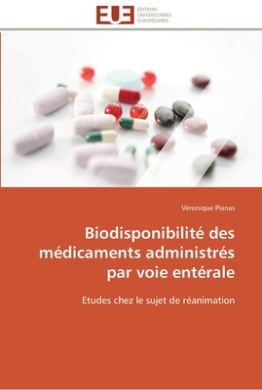 EUE
EDITIONS
UNIVERSITAIRES
EUROPEENNES
Véronique Planas
Biodisponibilité des
médicaments administrés
par voie entérale
Etudes chez le sujet de réanimation